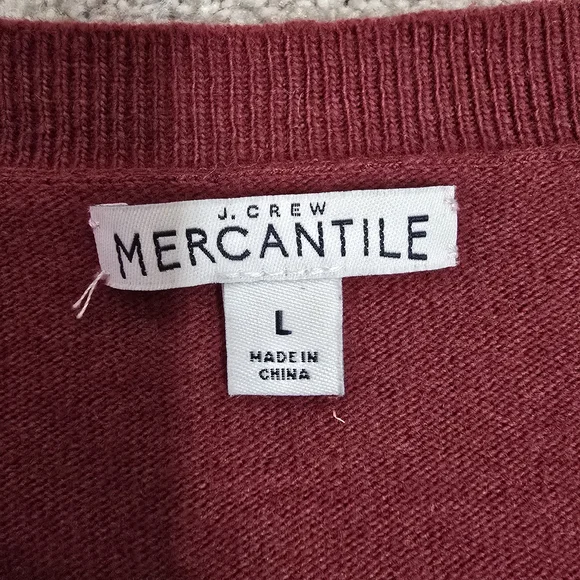 J. CREW
MERCANTILE
L
MADE IN
CHINA